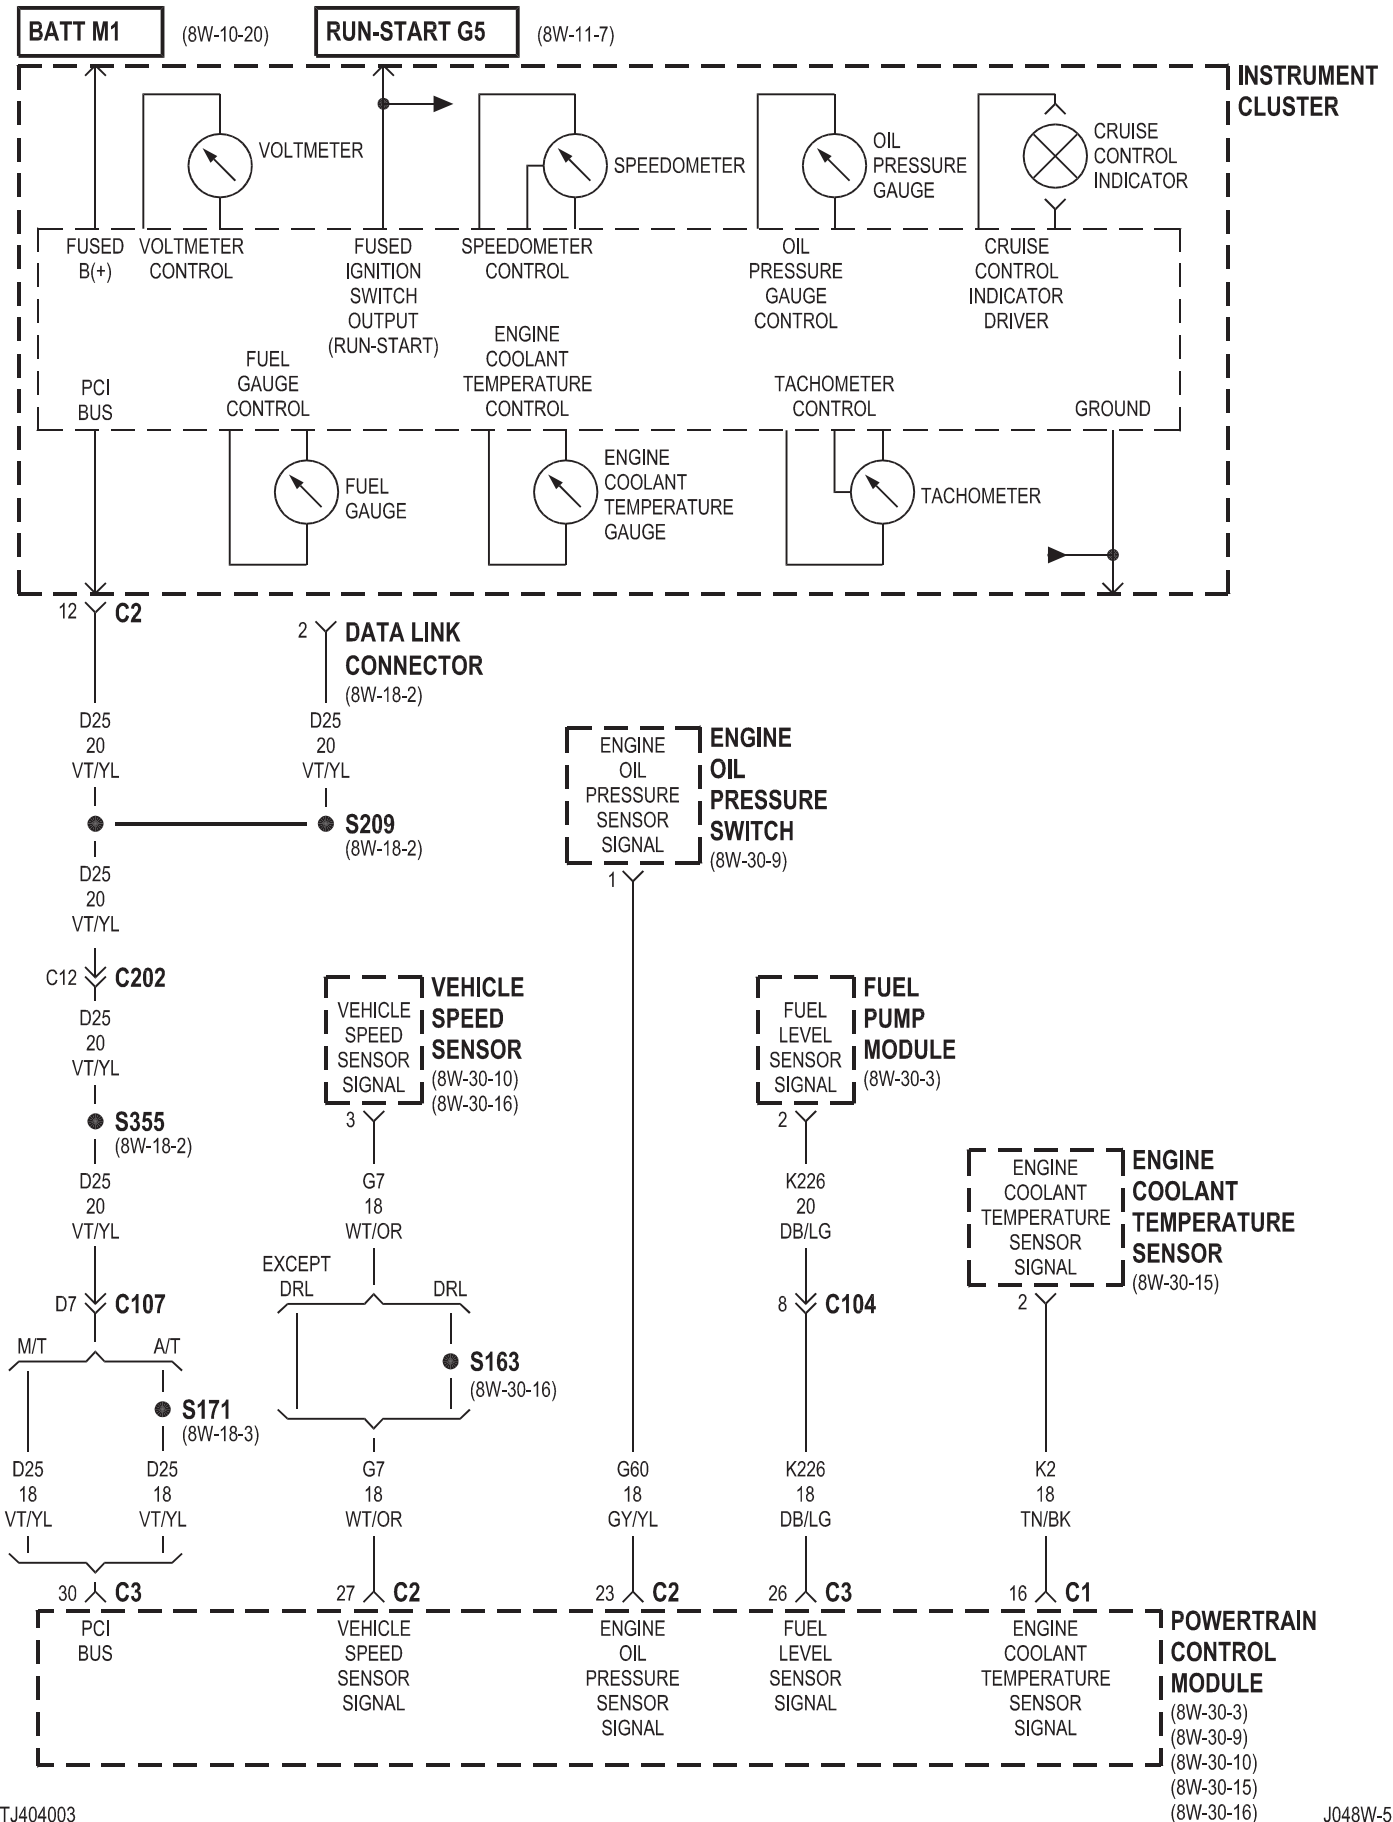 BATT M1
(8W-10-20)
RUN-START G5
(8W-11-7)
INSTRUMENT
CLUSTER
VOLTMETER
SPEEDOMETER
OIL
PRESSURE
GAUGE
CRUISE
CONTROL
INDICATOR
FUSED
B(+)
VOLTMETER
CONTROL
FUSED
IGNITION
SWITCH
OUTPUT
(RUN-START)
SPEEDOMETER
CONTROL
OIL
PRESSURE
GAUGE
CONTROL
CRUISE
CONTROL
INDICATOR
DRIVER
PCI
BUS
FUEL
GAUGE
CONTROL
ENGINE
COOLANT
TEMPERATURE
CONTROL
TACHOMETER
CONTROL
GROUND
FUEL
GAUGE
ENGINE
COOLANT
TEMPERATURE
GAUGE
TACHOMETER
12 C2
2 DATA LINK
CONNECTOR
(8W-18-2)
D25
20
VT/YL
D25
20
VT/YL
S209
(8W-18-2)
ENGINE
OIL
PRESSURE
SENSOR
SIGNAL
ENGINE
OIL
PRESSURE
SWITCH
(8W-30-9)
1
D25
20
VT/YL
C12 C202
D25
20
VT/YL
S355
(8W-18-2)
D25
20
VT/YL
D7 C107
M/T A/T
S171
(8W-18-3)
D25
18
VT/YL
D25
18
VT/YL
30 C3
VEHICLE
SPEED
SENSOR
SIGNAL
VEHICLE
SPEED
SENSOR
(8W-30-10)
(8W-30-16)
3
G7
18
WT/OR
EXCEPT
DRL
DRL
S163
(8W-30-16)
G7
18
WT/OR
27 C2
G60
18
GY/YL
23 C2
FUEL
LEVEL
SENSOR
SIGNAL
FUEL
PUMP
MODULE
(8W-30-3)
2
K226
20
DB/LG
8 C104
K226
18
DB/LG
26 C3
ENGINE
COOLANT
TEMPERATURE
SENSOR
SIGNAL
ENGINE
COOLANT
TEMPERATURE
SENSOR
(8W-30-15)
2
K2
18
TN/BK
16 C1
PCI
BUS
VEHICLE
SPEED
SENSOR
SIGNAL
ENGINE
OIL
PRESSURE
SENSOR
SIGNAL
FUEL
LEVEL
SENSOR
SIGNAL
ENGINE
COOLANT
TEMPERATURE
SENSOR
SIGNAL
POWERTRAIN
CONTROL
MODULE
(8W-30-3)
(8W-30-9)
(8W-30-10)
(8W-30-15)
(8W-30-16)
TJ404003
J048W-5